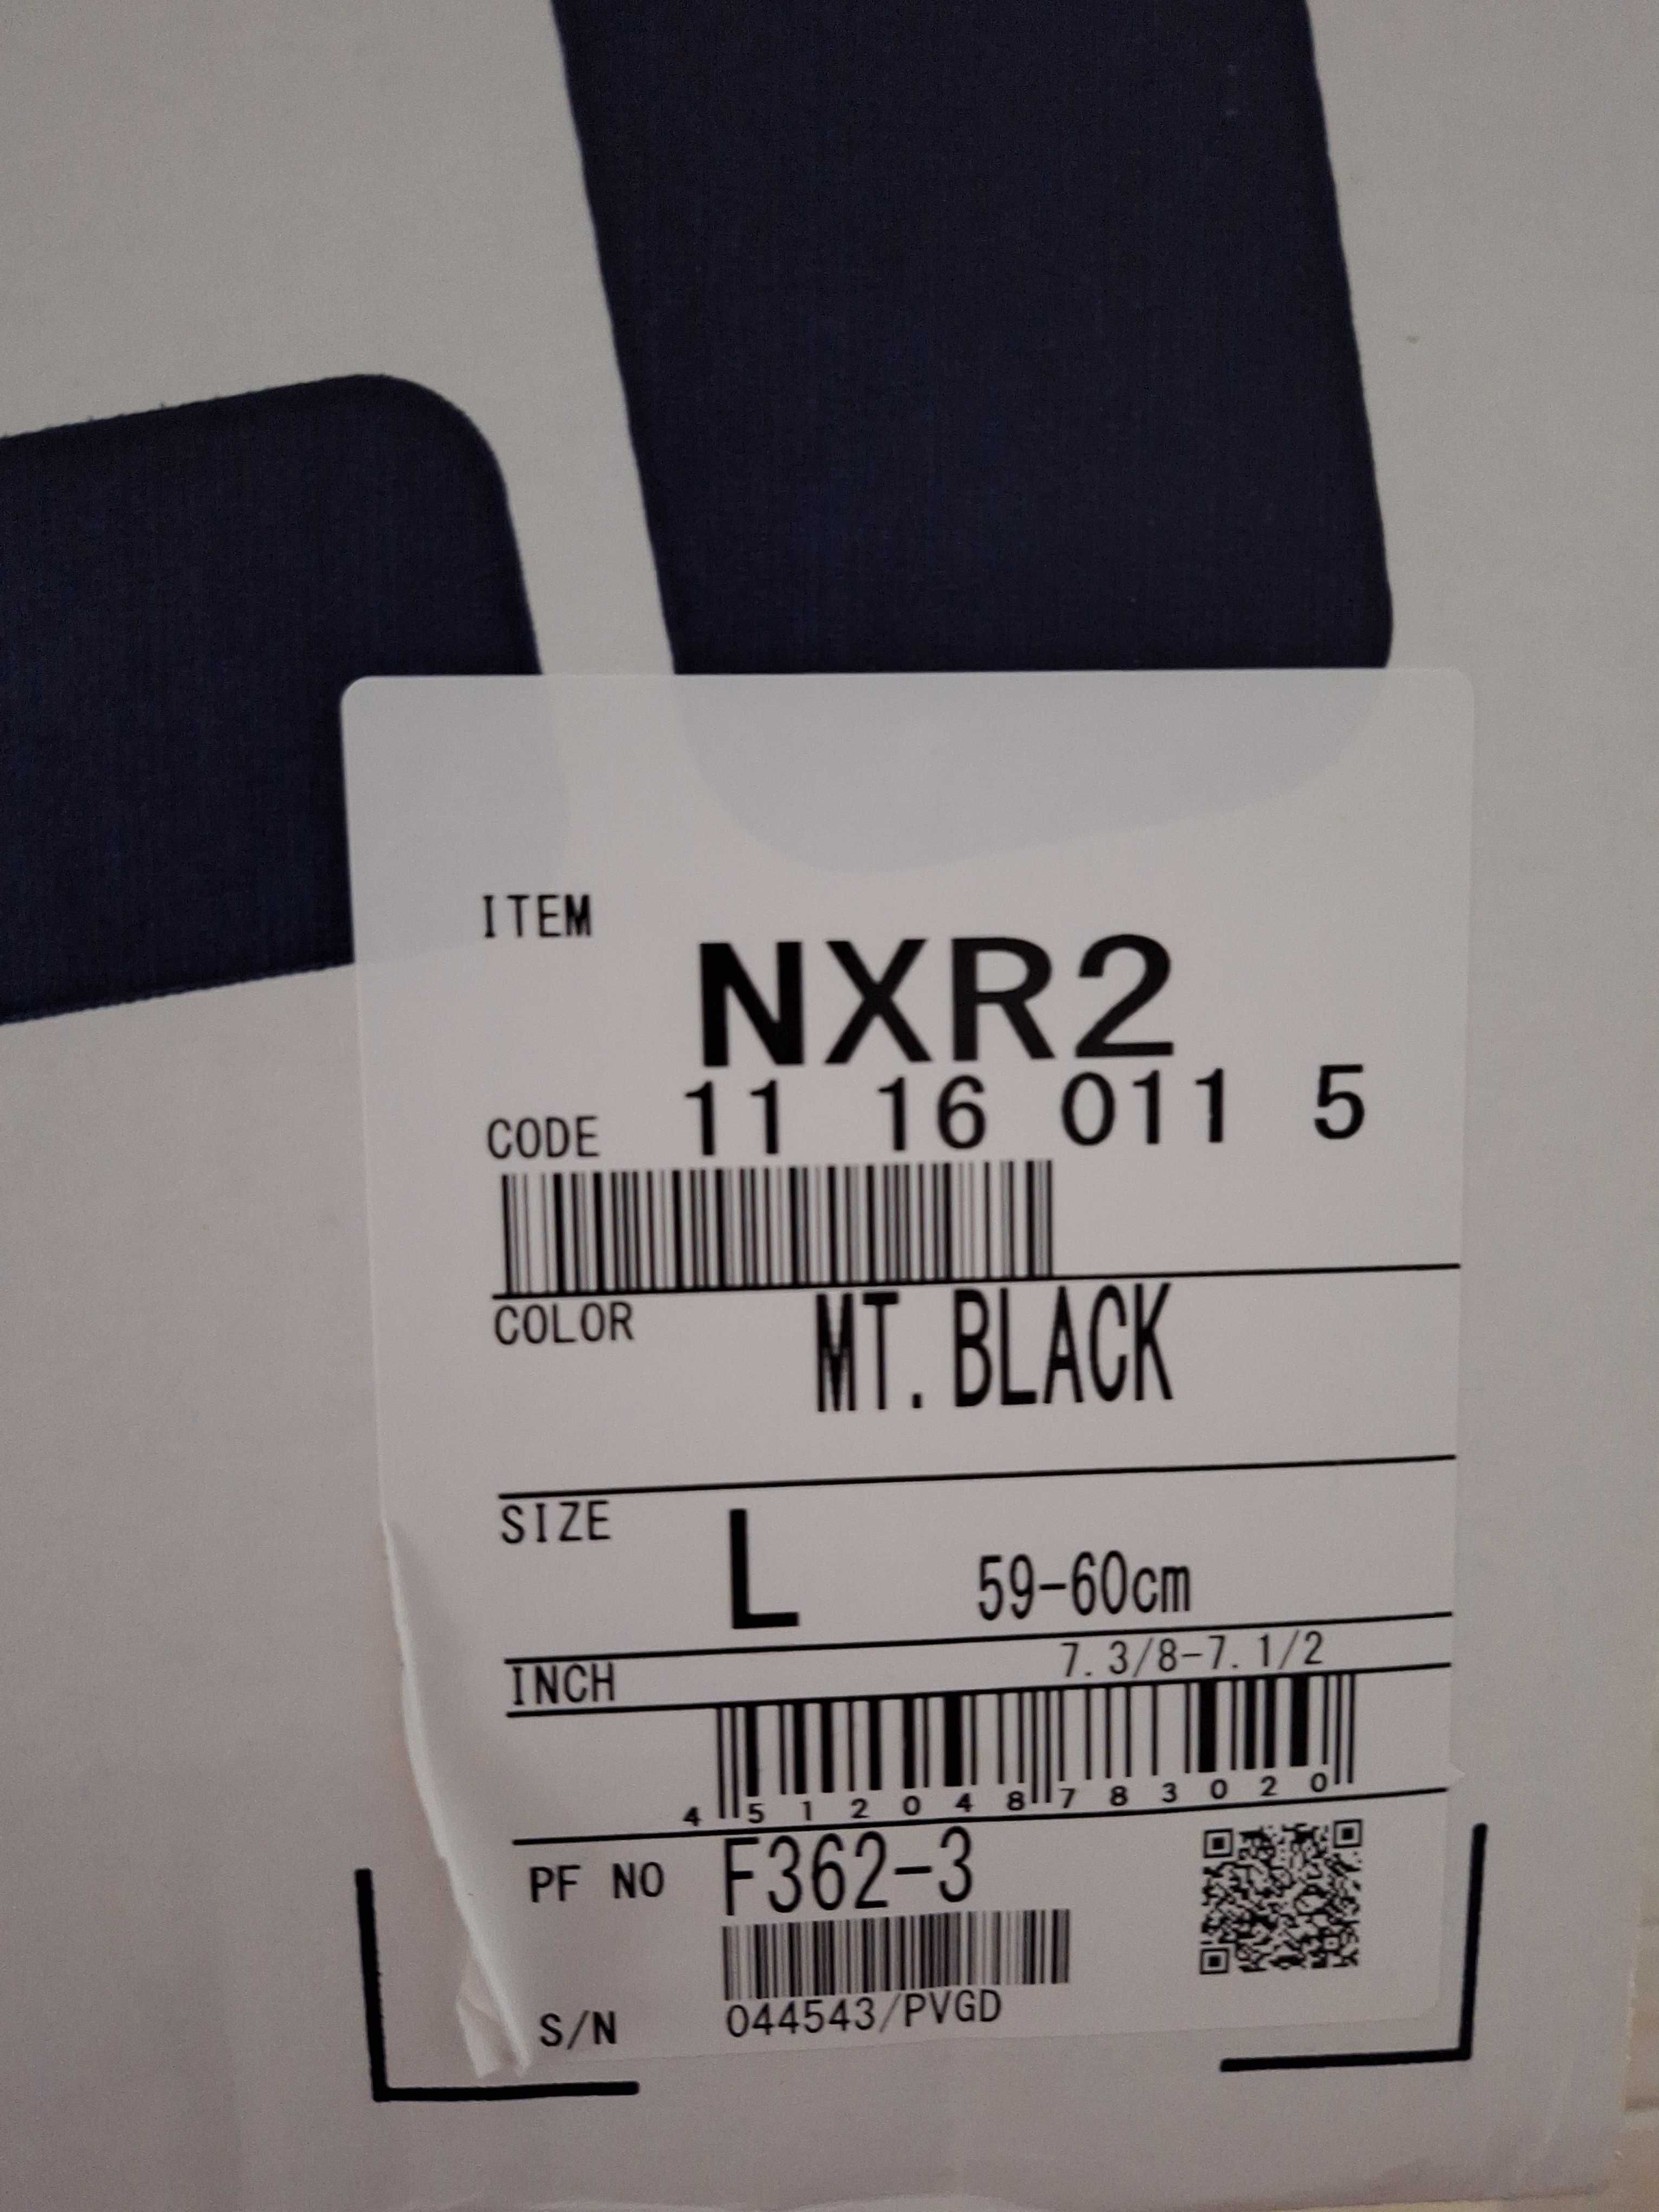 ITEM NXR2
CODE 11 16 011 5
COLOR MT.BLACK
SIZE L 59-60cm
INCH 7.3/8-7.1/2
4 512048 783020
PF NO F362-3
S/N 044543/PVGD